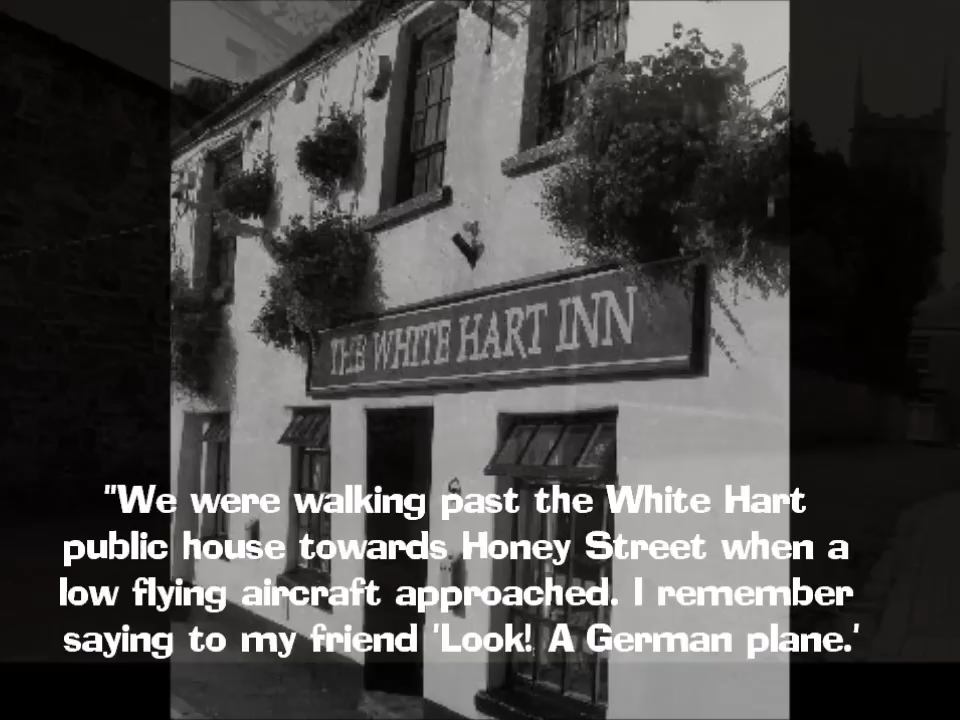 THE WHITE HART INN
"We were walking past the White Hart
public house towards Honey Street when a
low flying aircraft approached. I remember
saying to my friend 'Look! A German plane.'